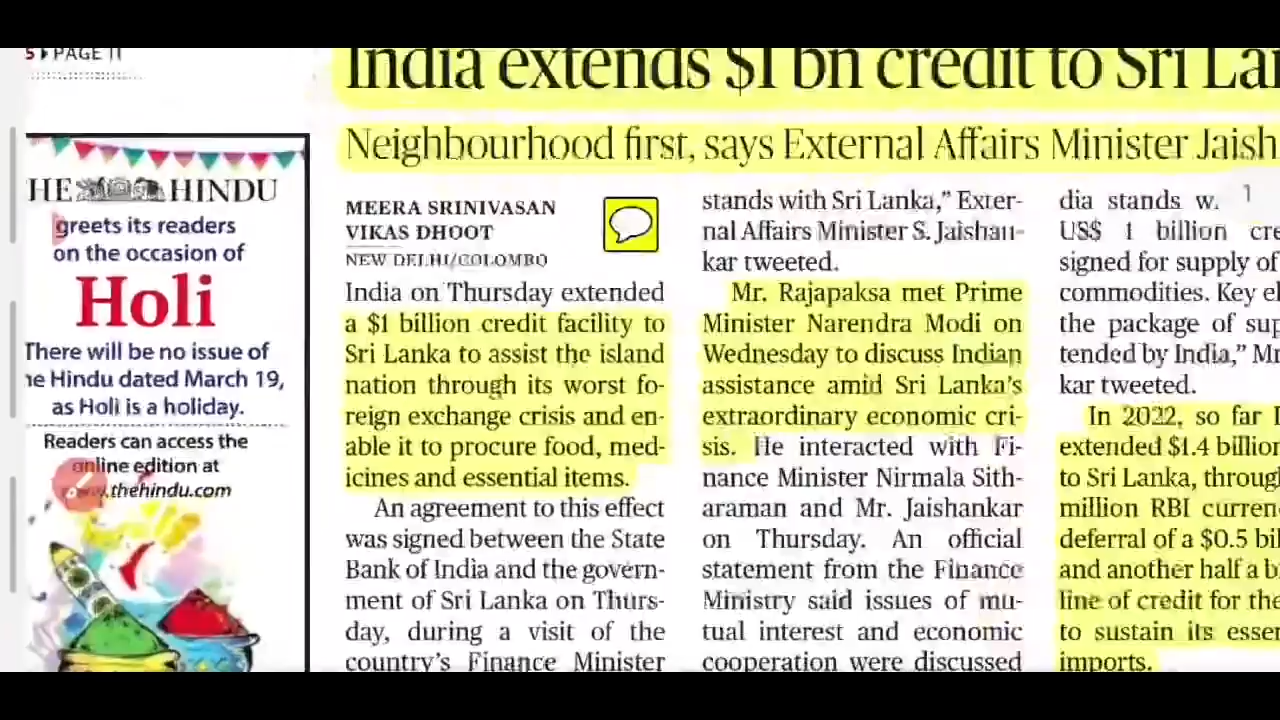 PAGE 11
India extends $1 bn credit to Sri
Neighbourhood first, says External Affairs Minister
THE HINDU
greets its readers
on the occasion of
Holi
There will be no issue of
The Hindu dated March 19,
as Holi is a holiday.
Readers can access the
online edition at
www.thehindu.com
MEERA SRINIVASAN
VIKAS DHOOT
NEW DELHI/COLOMBO
India on Thursday extended
a $1 billion credit facility to
Sri Lanka to assist the island
nation through its worst fo-
reign exchange crisis and en-
able it to procure food, med-
icines and essential items.
An agreement to this effect
was signed between the State
Bank of India and the govern-
ment of Sri Lanka on Thurs-
day, during a visit of the
country's Finance Minister
stands with Sri Lanka,” Exter-
nal Affairs Minister S. Jaishan-
kar tweeted.
Mr. Rajapaksa met Prime
Minister Narendra Modi on
Wednesday to discuss Indian
assistance amid Sri Lanka's
extraordinary economic cri-
sis. He interacted with Fi-
nance Minister Nirmala Sith-
araman and Mr. Jaishankar
on Thursday. An official
statement from the Finance
Ministry said issues of mu-
tual interest and economic
cooperation were discussed
dia stands w.
US$ 1 billion cre
signed for supply of
commodities. Key el
the package of sup
tended by India,” Mr
kar tweeted.
In 2022, so far I
extended $1.4 billion
to Sri Lanka, through
million RBI curren
deferral of a $0.5 bil
and another half a b
line of credit for the
to sustain its essen
imports.